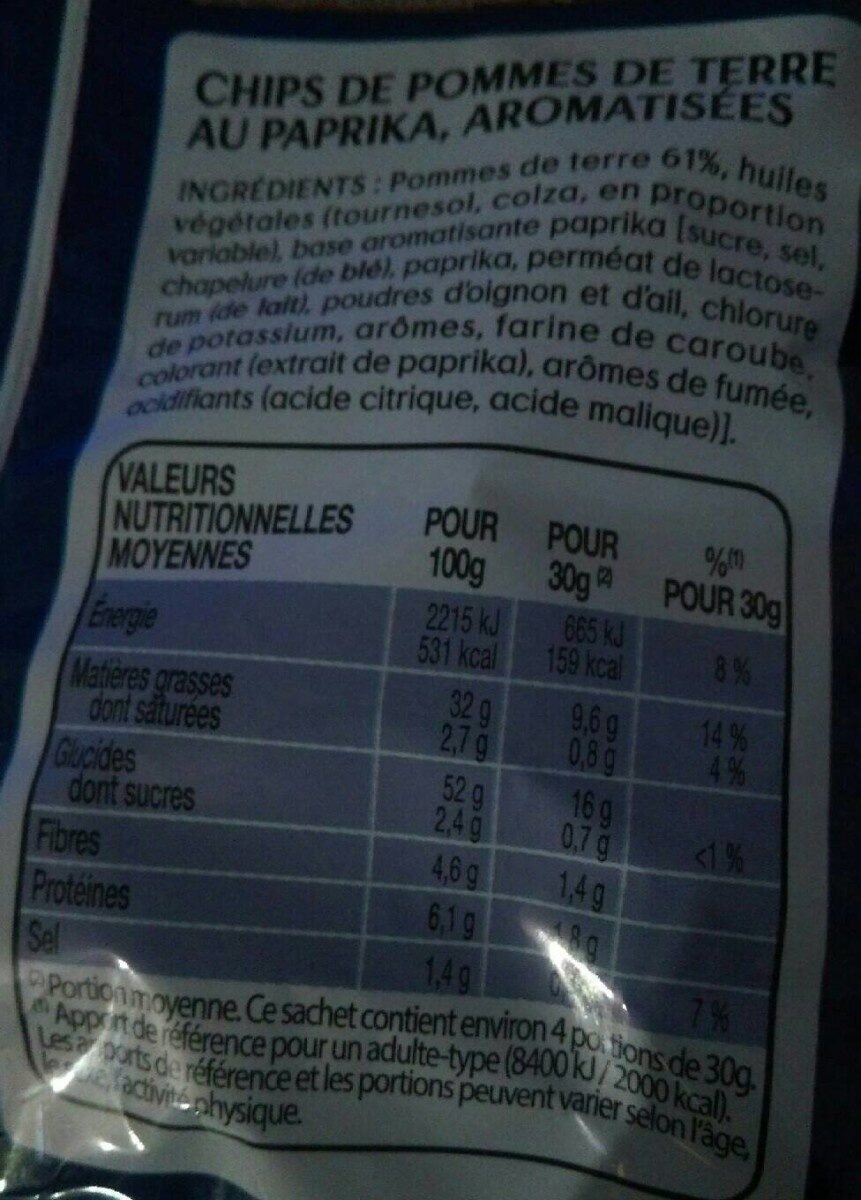 CHIPS DE POMMES DE TERRE
AU PAPRIKA, AROMATISÉES
INGRÉDIENTS : Pommes de terre 61%, huiles
végétales (tournesol, colza, en proportion
variable), base aromatisante paprika [sucre, sel,
chapelure (de blé), paprika, perméat de lactose-
rum (de lait), poudres d'oignon et d'ail, chlorure
de potassium, arômes, farine de caroube,
colorant (extrait de paprika), arômes de fumée,
acidifiants (acide citrique, acide malique)].
VALEURS
NUTRITIONNELLES
MOYENNES
POUR 100g
POUR 30g (2)
%(1) POUR 30g
Énergie 2215 kJ 665 kJ
531 kcal 159 kcal 8 %
Matières grasses 32 g 9,6 g 14 %
dont saturées 2,7 g 0,8 g 4 %
Glucides 52 g 16 g
dont sucres 2,4 g 0,7 g <1 %
Fibres 4,6 g 1,4 g
Protéines 6,1 g 1,8 g
Sel 1,4 g 7 %
(2) Portion moyenne. Ce sachet contient environ 4 portions de 30g.
(1) Apport de référence pour un adulte-type (8400 kJ / 2000 kcal).
Les apports de référence et les portions peuvent varier selon l'âge,
le sexe, l'activité physique.